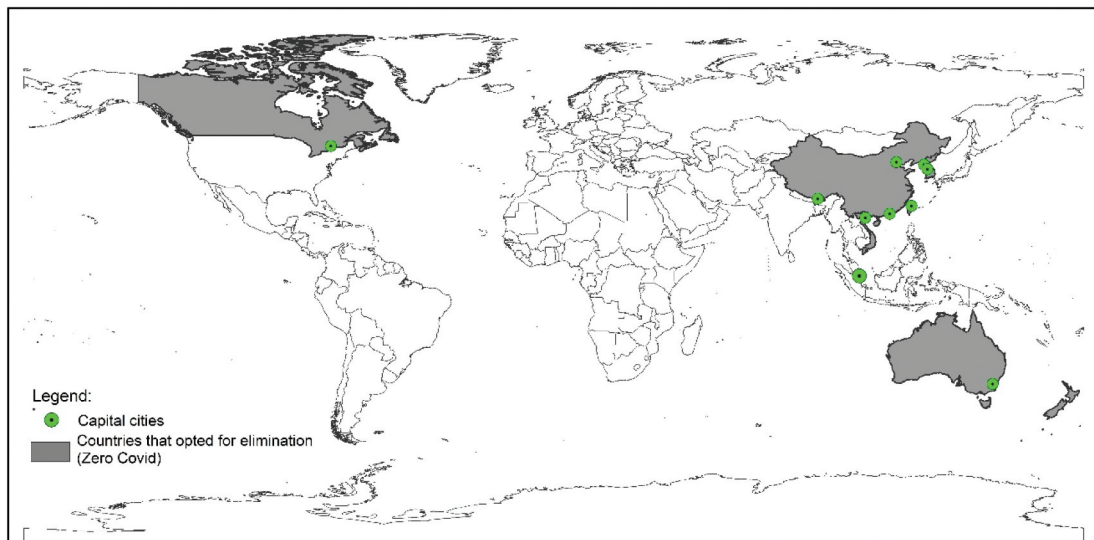 Legend:
Capital cities
Countries that opted for elimination
(Zero Covid)